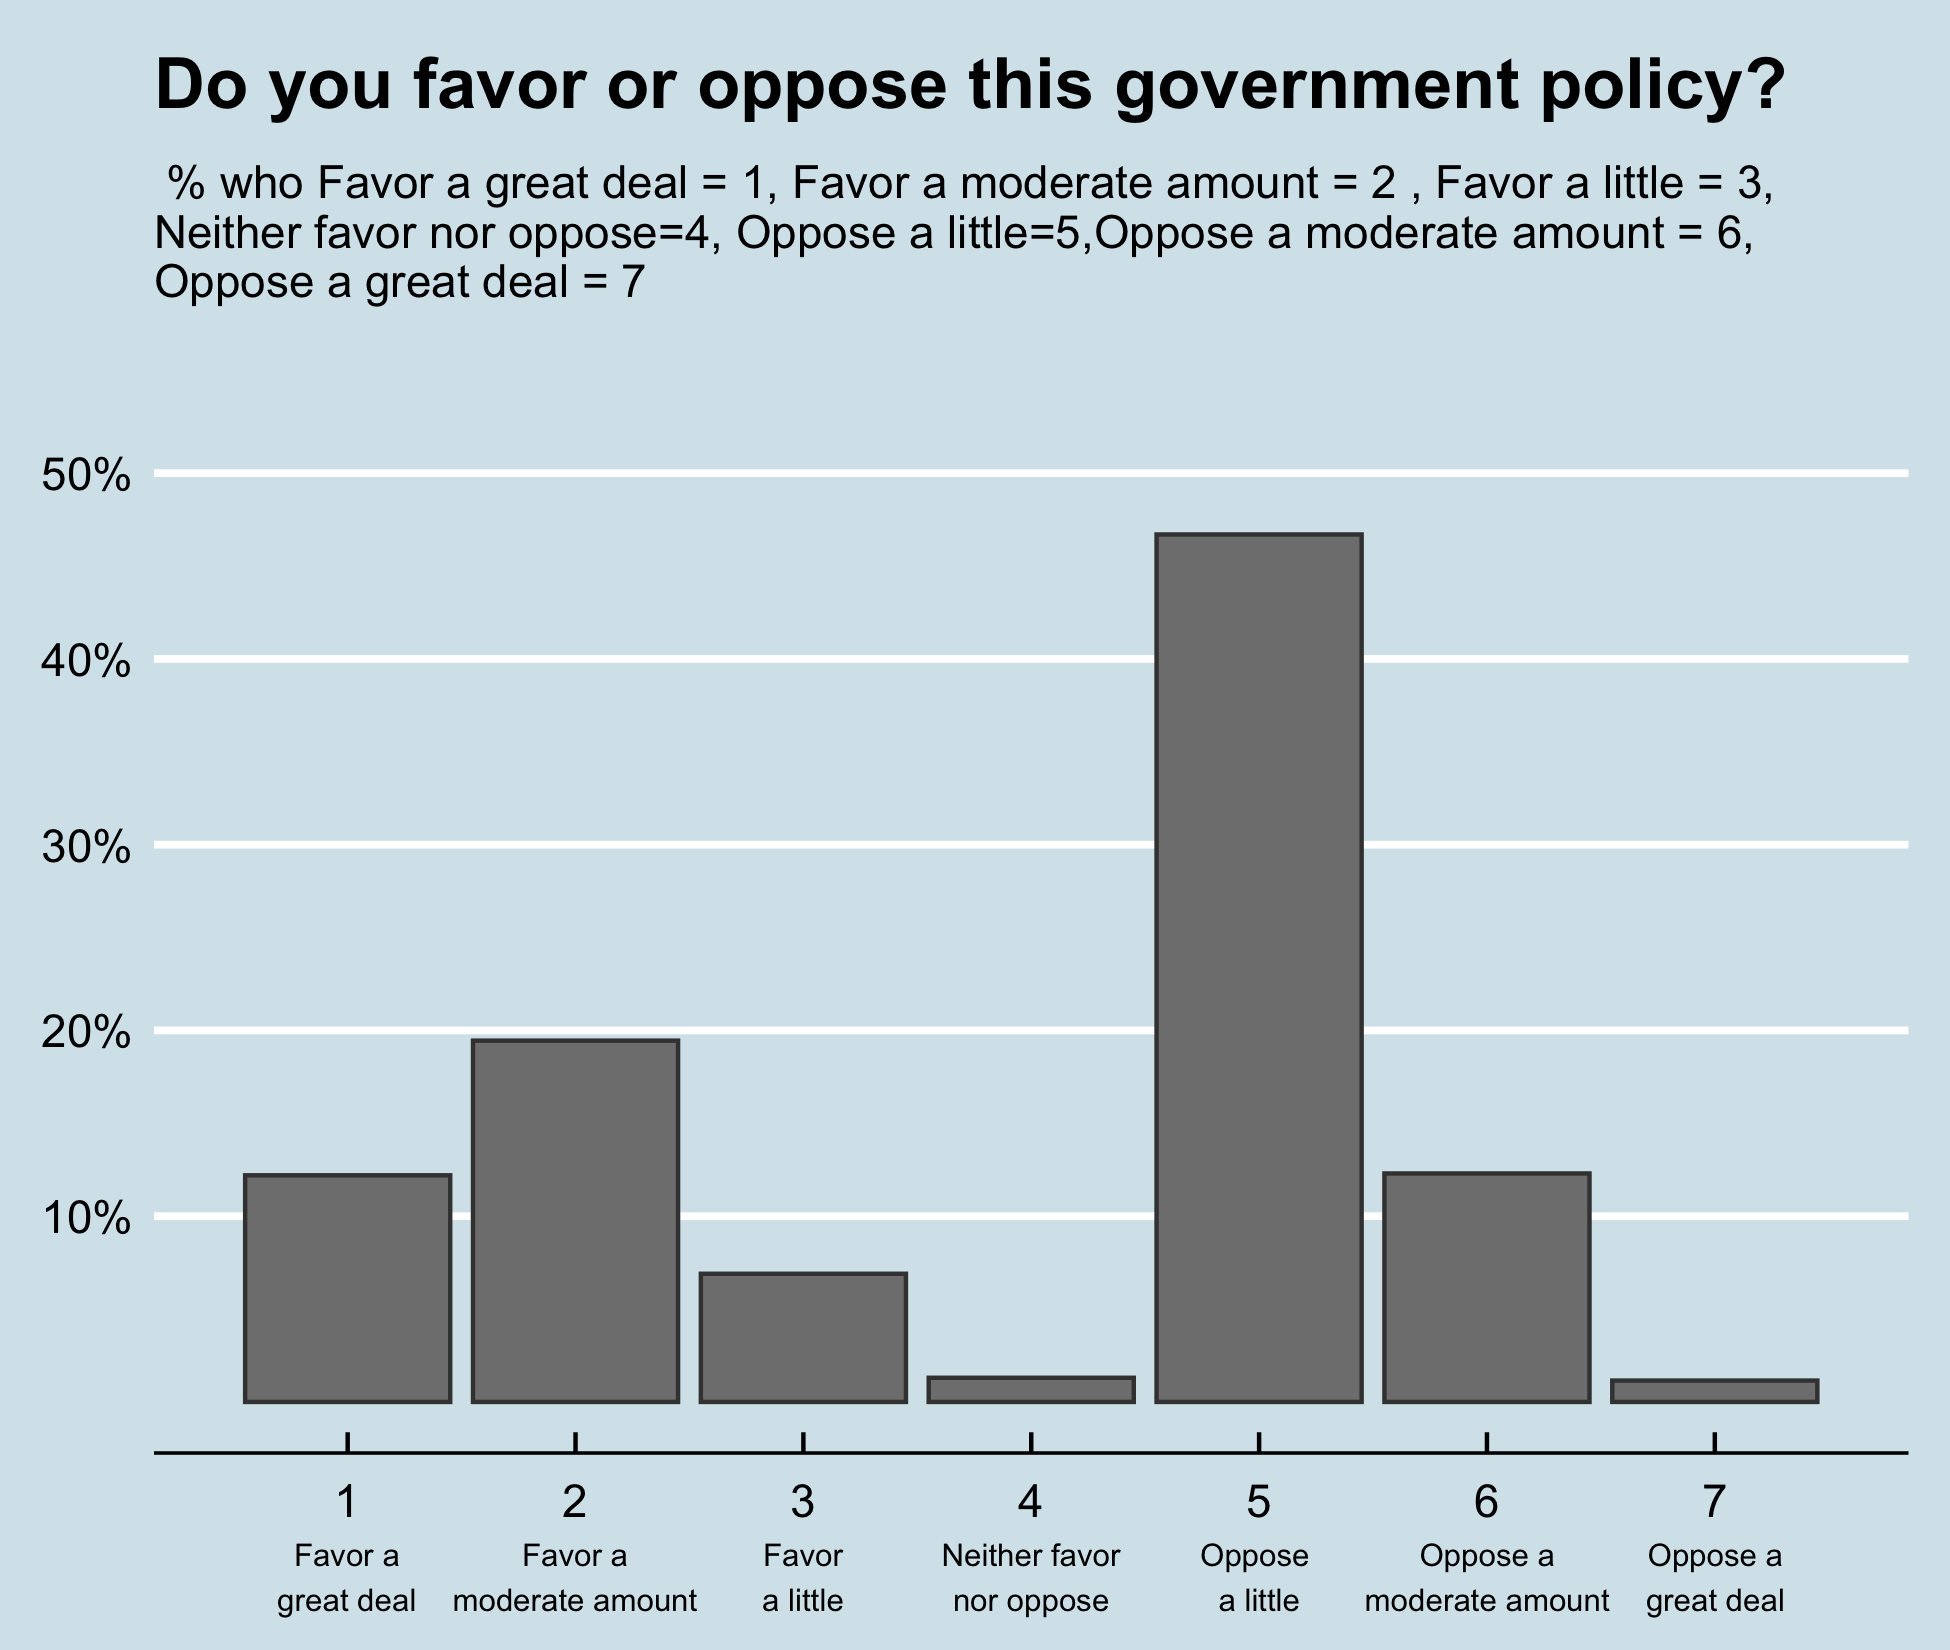 Do you favor or oppose this government policy?
% who Favor a great deal = 1, Favor a moderate amount = 2 , Favor a little = 3,
Neither favor nor oppose=4, Oppose a little=5,Oppose a moderate amount = 6,
Oppose a great deal = 7
50%
40%
30%
20%
10%
1 2 3 4 5 6 7
Favor a Favor a Favor Neither favor Oppose Oppose a Oppose a
great deal moderate amount a little nor oppose a little moderate amount great deal